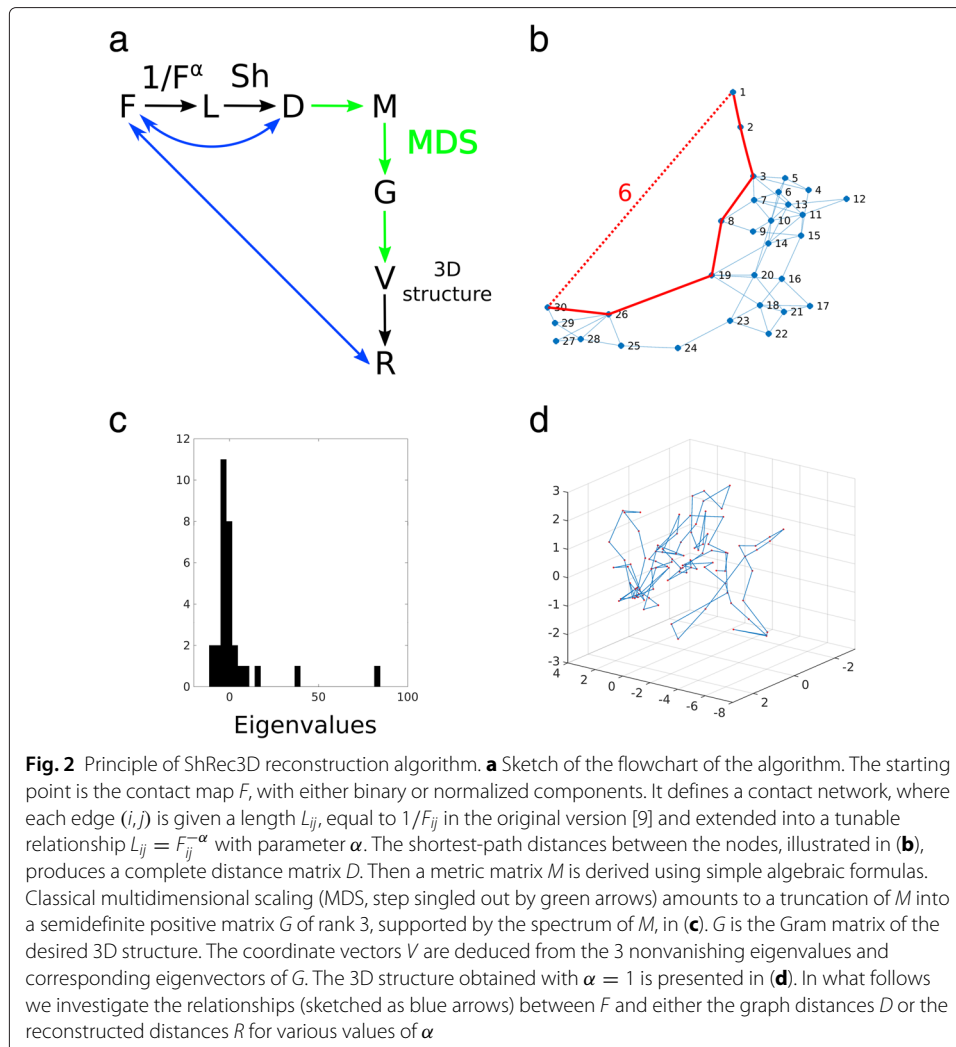 a
1/F^α Sh
F L D M
MDS
G
V
3D
structure
R
b
1
2
3
5
6
4
7
13
12
11
8
10
9
15
14
19
20
16
18
17
21
23
22
30
26
29
27
28
25
24
6
c
12
10
8
6
4
2
0
0 50 100
Eigenvalues
d
3
2
1
0
-1
-2
-3
4
2
0
-2
-4
-6
-8
2
0
-2
Fig. 2 Principle of ShRec3D reconstruction algorithm. a Sketch of the flowchart of the algorithm. The starting
point is the contact map F, with either binary or normalized components. It defines a contact network, where
each edge (i, j) is given a length L_ij, equal to 1/F_ij in the original version [9] and extended into a tunable
relationship L_ij = F_ij^−α with parameter α. The shortest-path distances between the nodes, illustrated in (b),
produces a complete distance matrix D. Then a metric matrix M is derived using simple algebraic formulas.
Classical multidimensional scaling (MDS, step singled out by green arrows) amounts to a truncation of M into
a semidefinite positive matrix G of rank 3, supported by the spectrum of M, in (c). G is the Gram matrix of the
desired 3D structure. The coordinate vectors V are deduced from the 3 nonvanishing eigenvalues and
corresponding eigenvectors of G. The 3D structure obtained with α = 1 is presented in (d). In what follows
we investigate the relationships (sketched as blue arrows) between F and either the graph distances D or the
reconstructed distances R for various values of α